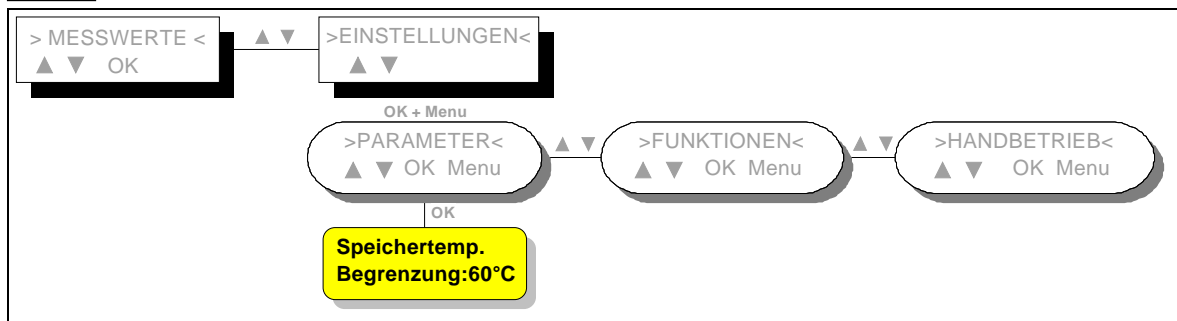 > MESSWERTE <
▲ ▼ OK
▲ ▼
>EINSTELLUNGEN<
▲ ▼
OK + Menu
>PARAMETER<
▲ ▼ OK Menu
▲ ▼
>FUNKTIONEN<
▲ ▼ OK Menu
▲ ▼
>HANDBETRIEB<
▲ ▼ OK Menu
OK
Speichertemp.
Begrenzung:60°C